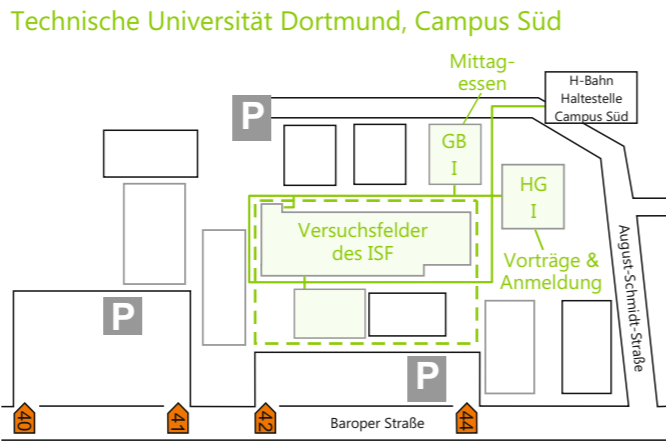 Technische Universität Dortmund, Campus Süd
Mittag-
essen
H-Bahn
Haltestelle
Campus Süd
P
GB
I
HG
I
Versuchsfelder
des ISF
Vorträge &
Anmeldung
August-Schmidt-Straße
P
P
40
41
42
44
Baroper Straße